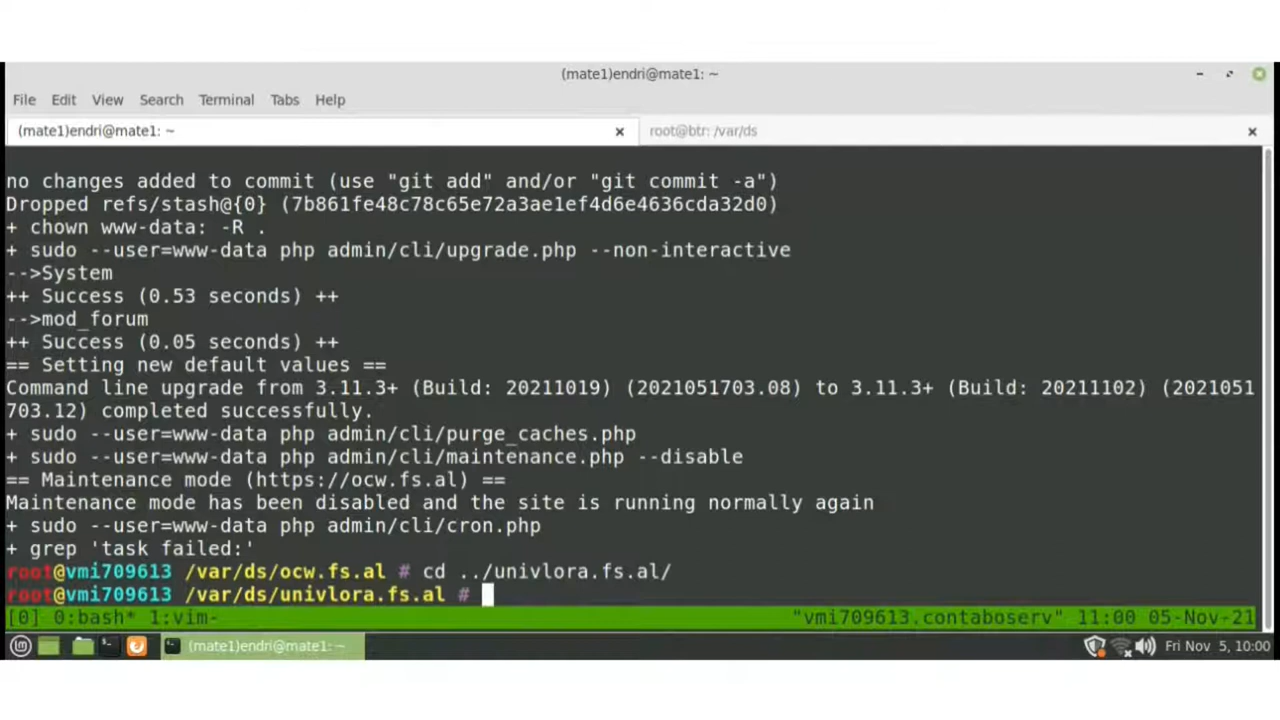 (mate1)endri@mate1: ~
File Edit View Search Terminal Tabs Help
(mate1)endri@mate1: ~ × root@btr: /var/ds ×
no changes added to commit (use "git add" and/or "git commit -a")
Dropped refs/stash@{0} (7b861fe48c78c65e72a3ae1ef4d6e4636cda32d0)
+ chown www-data: -R .
+ sudo --user=www-data php admin/cli/upgrade.php --non-interactive
-->System
++ Success (0.53 seconds) ++
-->mod_forum
++ Success (0.05 seconds) ++
== Setting new default values ==
Command line upgrade from 3.11.3+ (Build: 20211019) (2021051703.08) to 3.11.3+ (Build: 20211102) (2021051
703.12) completed successfully.
+ sudo --user=www-data php admin/cli/purge_caches.php
+ sudo --user=www-data php admin/cli/maintenance.php --disable
== Maintenance mode (https://ocw.fs.al) ==
Maintenance mode has been disabled and the site is running normally again
+ sudo --user=www-data php admin/cli/cron.php
+ grep 'task failed:'
root@vmi709613 /var/ds/ocw.fs.al # cd ../univlora.fs.al/
root@vmi709613 /var/ds/univlora.fs.al #
[0] 0:bash* 1:vim- "vmi709613.contaboserv" 11:00 05-Nov-21
(mate1)endri@mate1: ~ Fri Nov 5, 10:00